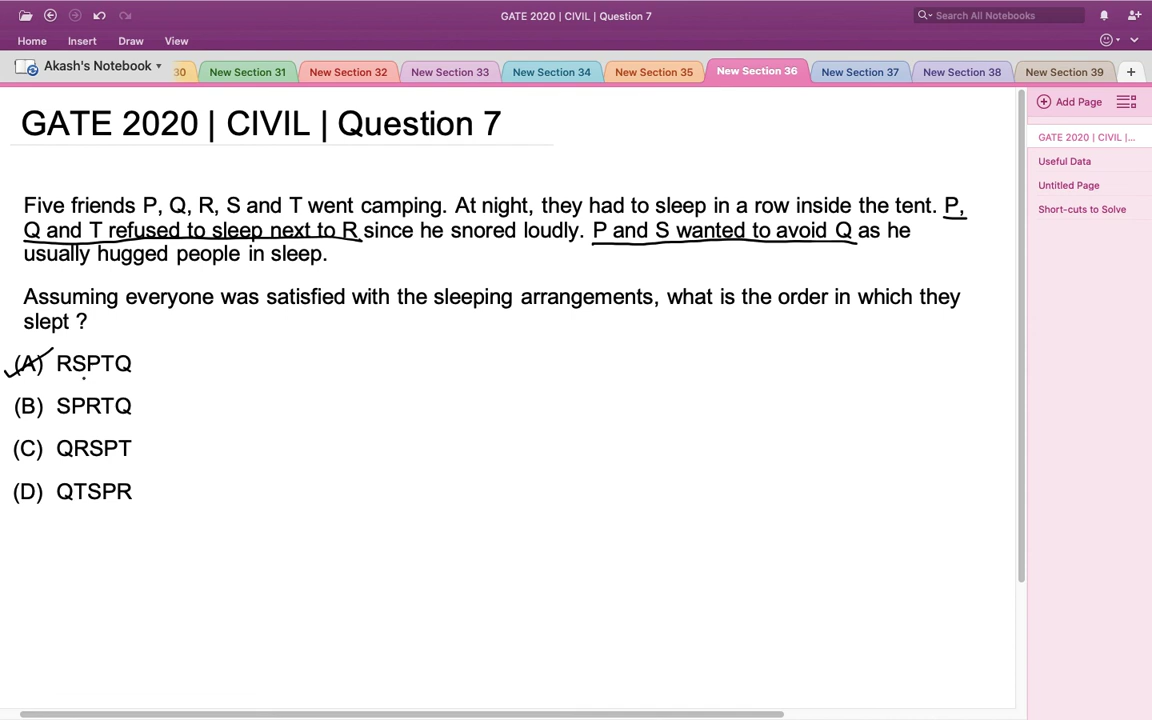 GATE 2020 | CIVIL | Question 7
Search All Notebooks
Home Insert Draw View
Akash's Notebook
30 New Section 31 New Section 32 New Section 33 New Section 34 New Section 35 New Section 36 New Section 37 New Section 38 New Section 39 +
Add Page
GATE 2020 | CIVIL |...
Useful Data
Untitled Page
Short-cuts to Solve
GATE 2020 | CIVIL | Question 7
Five friends P, Q, R, S and T went camping. At night, they had to sleep in a row inside the tent. P,
Q and T refused to sleep next to R since he snored loudly. P and S wanted to avoid Q as he
usually hugged people in sleep.
Assuming everyone was satisfied with the sleeping arrangements, what is the order in which they
slept ?
(A) RSPTQ
(B) SPRTQ
(C) QRSPT
(D) QTSPR